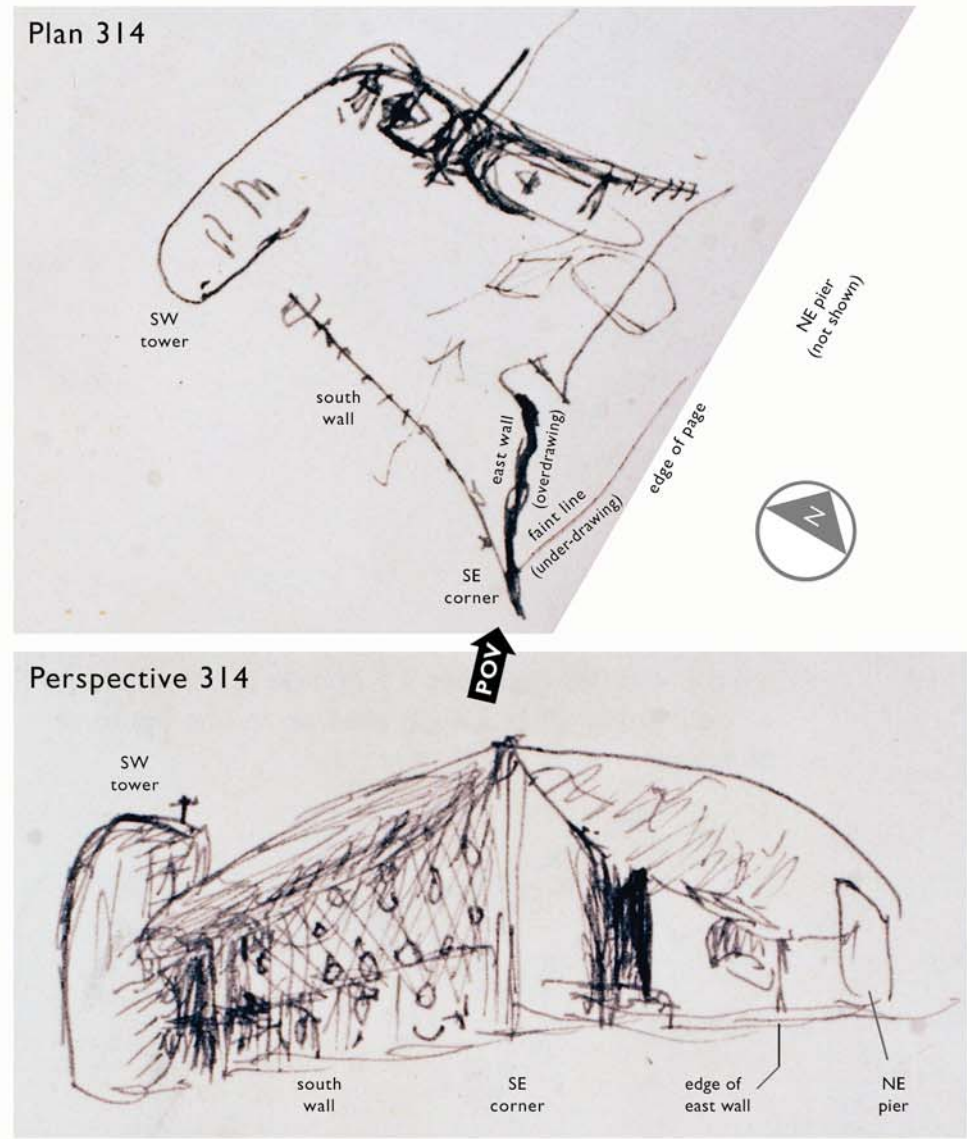 Plan 314
SW
tower
south
wall
east wall
(overdrawing)
faint line
(under-drawing)
edge of page
NE pier
(not shown)
N
SE
corner
POV
Perspective 314
SW
tower
south
wall
SE
corner
edge of
east wall
NE
pier